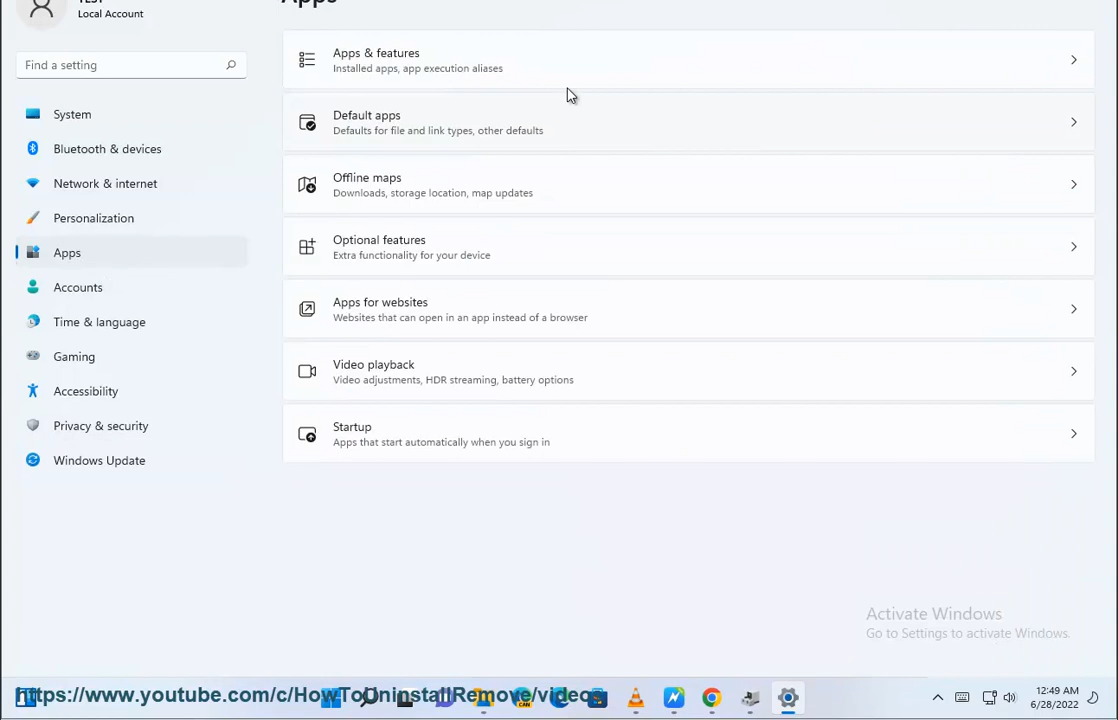 TEST
Local Account
Apps
Find a setting
System
Bluetooth & devices
Network & internet
Personalization
Apps
Accounts
Time & language
Gaming
Accessibility
Privacy & security
Windows Update
Apps & features
Installed apps, app execution aliases
Default apps
Defaults for file and link types, other defaults
Offline maps
Downloads, storage location, map updates
Optional features
Extra functionality for your device
Apps for websites
Websites that can open in an app instead of a browser
Video playback
Video adjustments, HDR streaming, battery options
Startup
Apps that start automatically when you sign in
Activate Windows
Go to Settings to activate Windows.
https://www.youtube.com/c/HowToUninstallRemove/videos
CAN
12:49 AM
6/28/2022